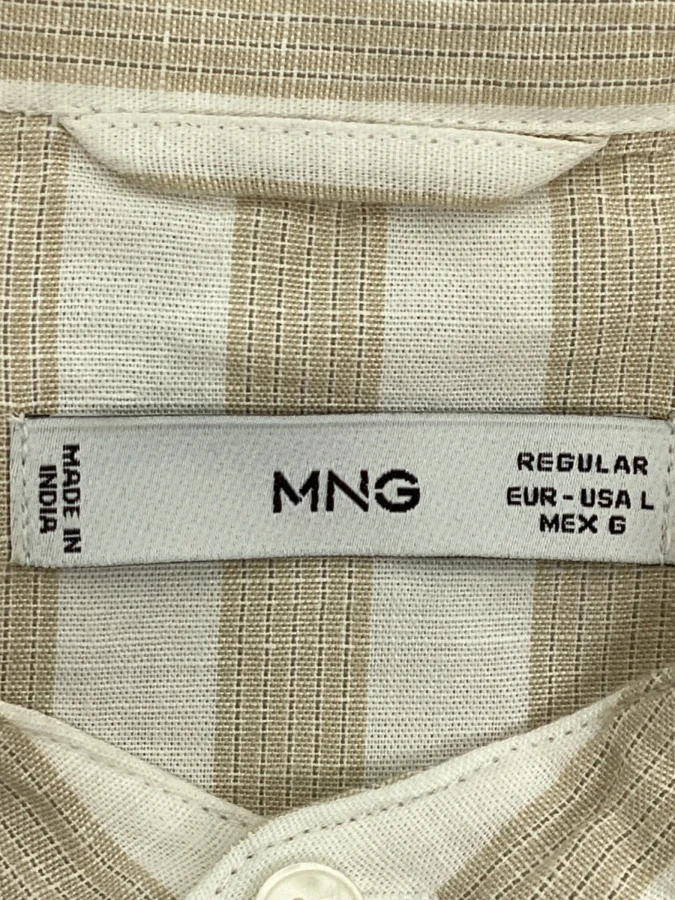 MADE IN
INDIA
MNG
REGULAR
EUR-USA L
MEX G